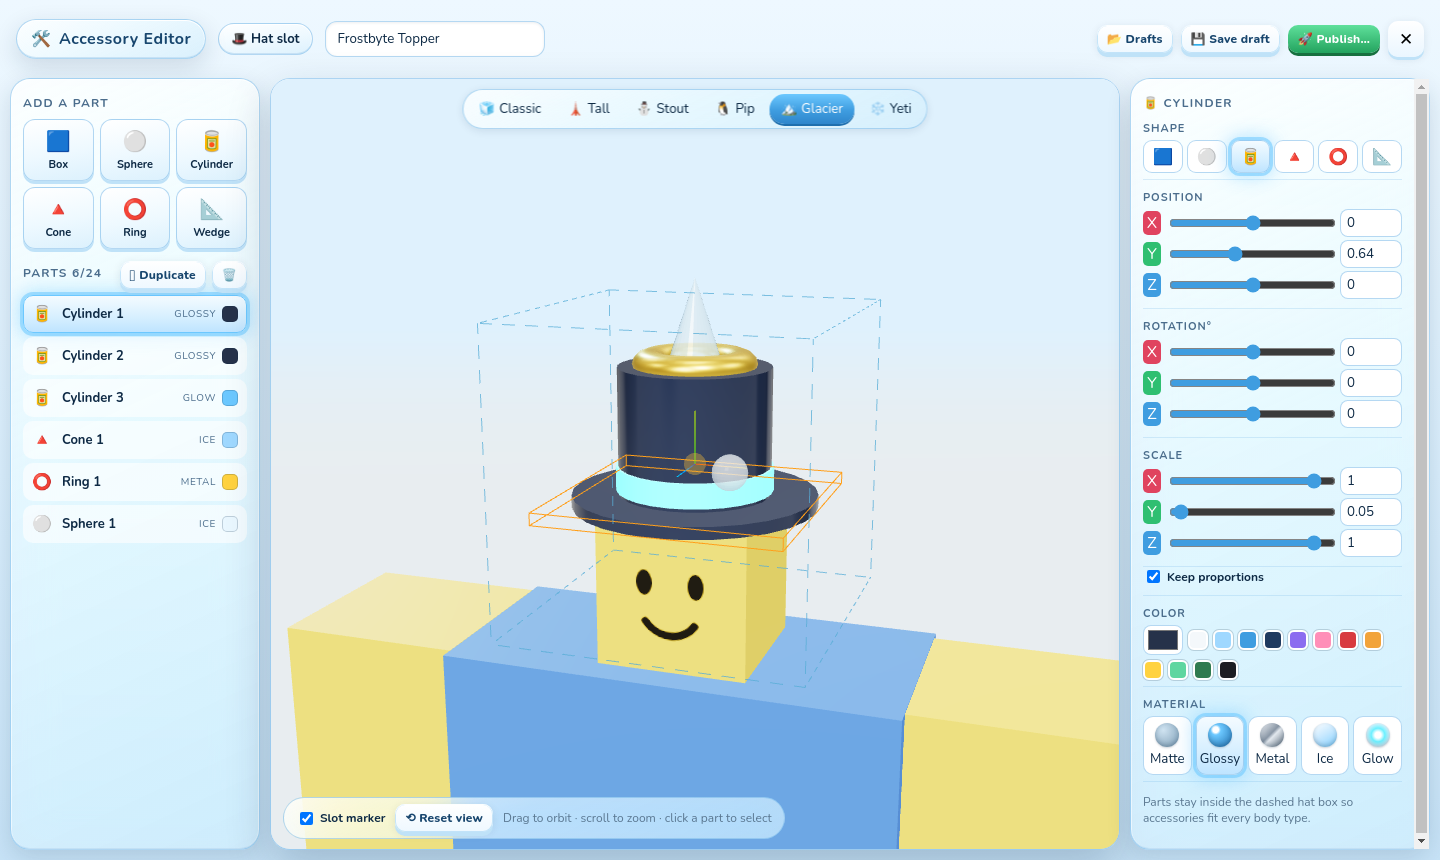 Accessory Editor
Hat slot
Frostbyte Topper
Drafts
Save draft
Publish...
ADD A PART
Box
Sphere
Cylinder
Cone
Ring
Wedge
PARTS 6/24
Duplicate
Cylinder 1 GLOSSY
Cylinder 2 GLOSSY
Cylinder 3 GLOW
Cone 1 ICE
Ring 1 METAL
Sphere 1 ICE
Classic
Tall
Stout
Pip
Glacier
Yeti
Slot marker
Reset view
Drag to orbit · scroll to zoom · click a part to select
CYLINDER
SHAPE
POSITION
X 0
Y 0.64
Z 0
ROTATION°
X 0
Y 0
Z 0
SCALE
X 1
Y 0.05
Z 1
Keep proportions
COLOR
MATERIAL
Matte
Glossy
Metal
Ice
Glow
Parts stay inside the dashed hat box so
accessories fit every body type.